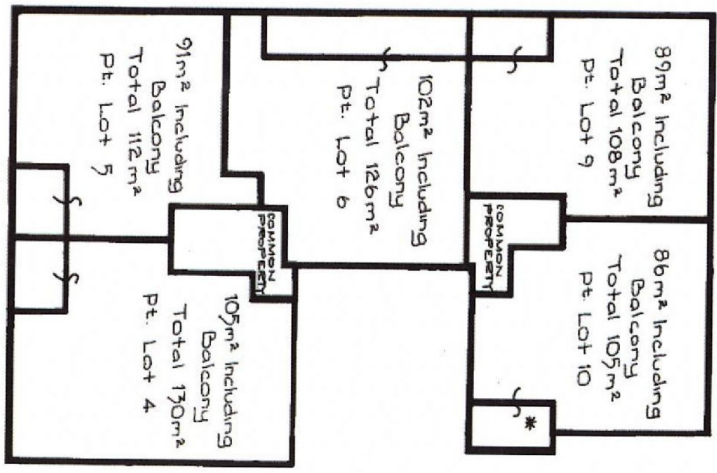 91m² Including
Balcony
Total 112m²
Pt. Lot 5
102m² Including
Balcony
Total 126m²
Pt. Lot 6
89m² Including
Balcony
Total 108m²
Pt. Lot 9
COMMON
PROPERTY
COMMON
PROPERTY
105m² Including
Balcony
Total 130m²
Pt. Lot 4
86m² Including
Balcony
Total 105m²
Pt. Lot 10
*